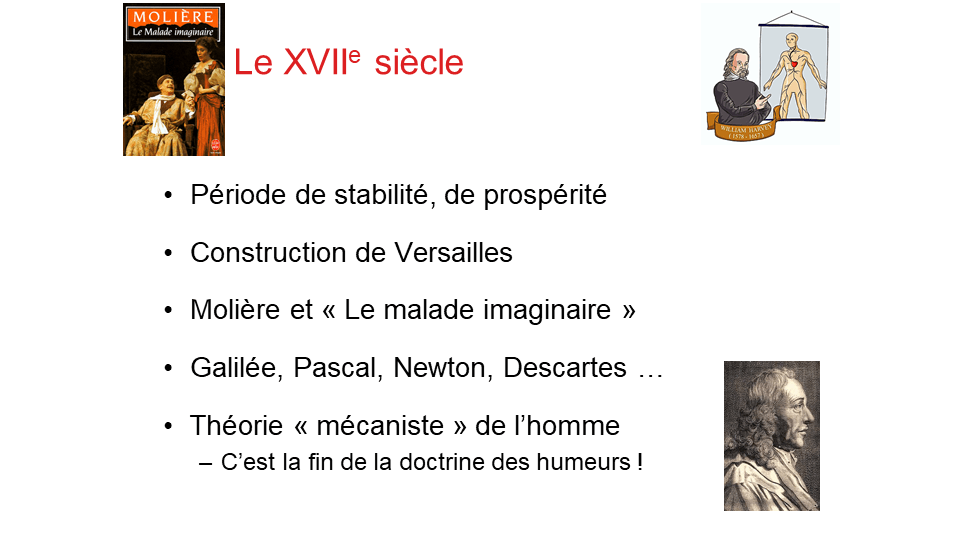 MOLIÈRE
Le Malade imaginaire
Le XVIIe siècle
WILLIAM HARVEY
( 1578 - 1657 )
• Période de stabilité, de prospérité
• Construction de Versailles
• Molière et « Le malade imaginaire »
• Galilée, Pascal, Newton, Descartes …
• Théorie « mécaniste » de l’homme
– C’est la fin de la doctrine des humeurs !